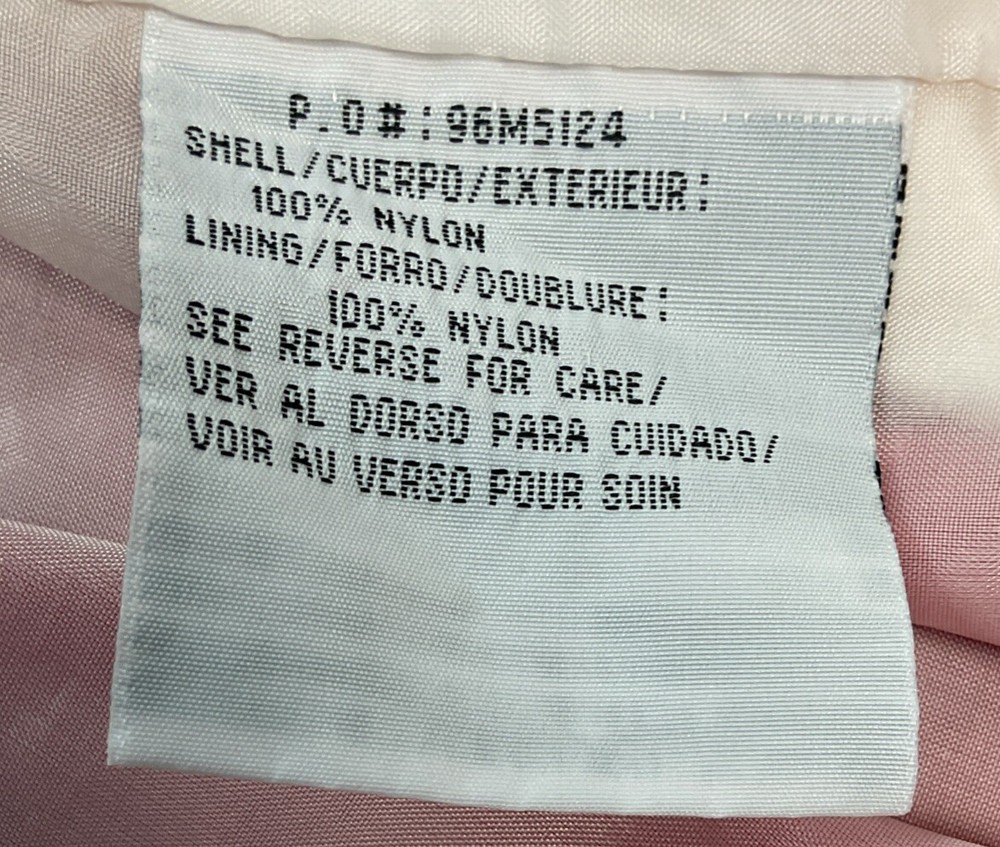 P.O#:96M5124
SHELL/CUERPO/EXTERIEUR:
100% NYLON
LINING/FORRO/DOUBLURE:
100% NYLON
SEE REVERSE FOR CARE/
VER AL DORSO PARA CUIDADO/
VOIR AU VERSO POUR SOIN